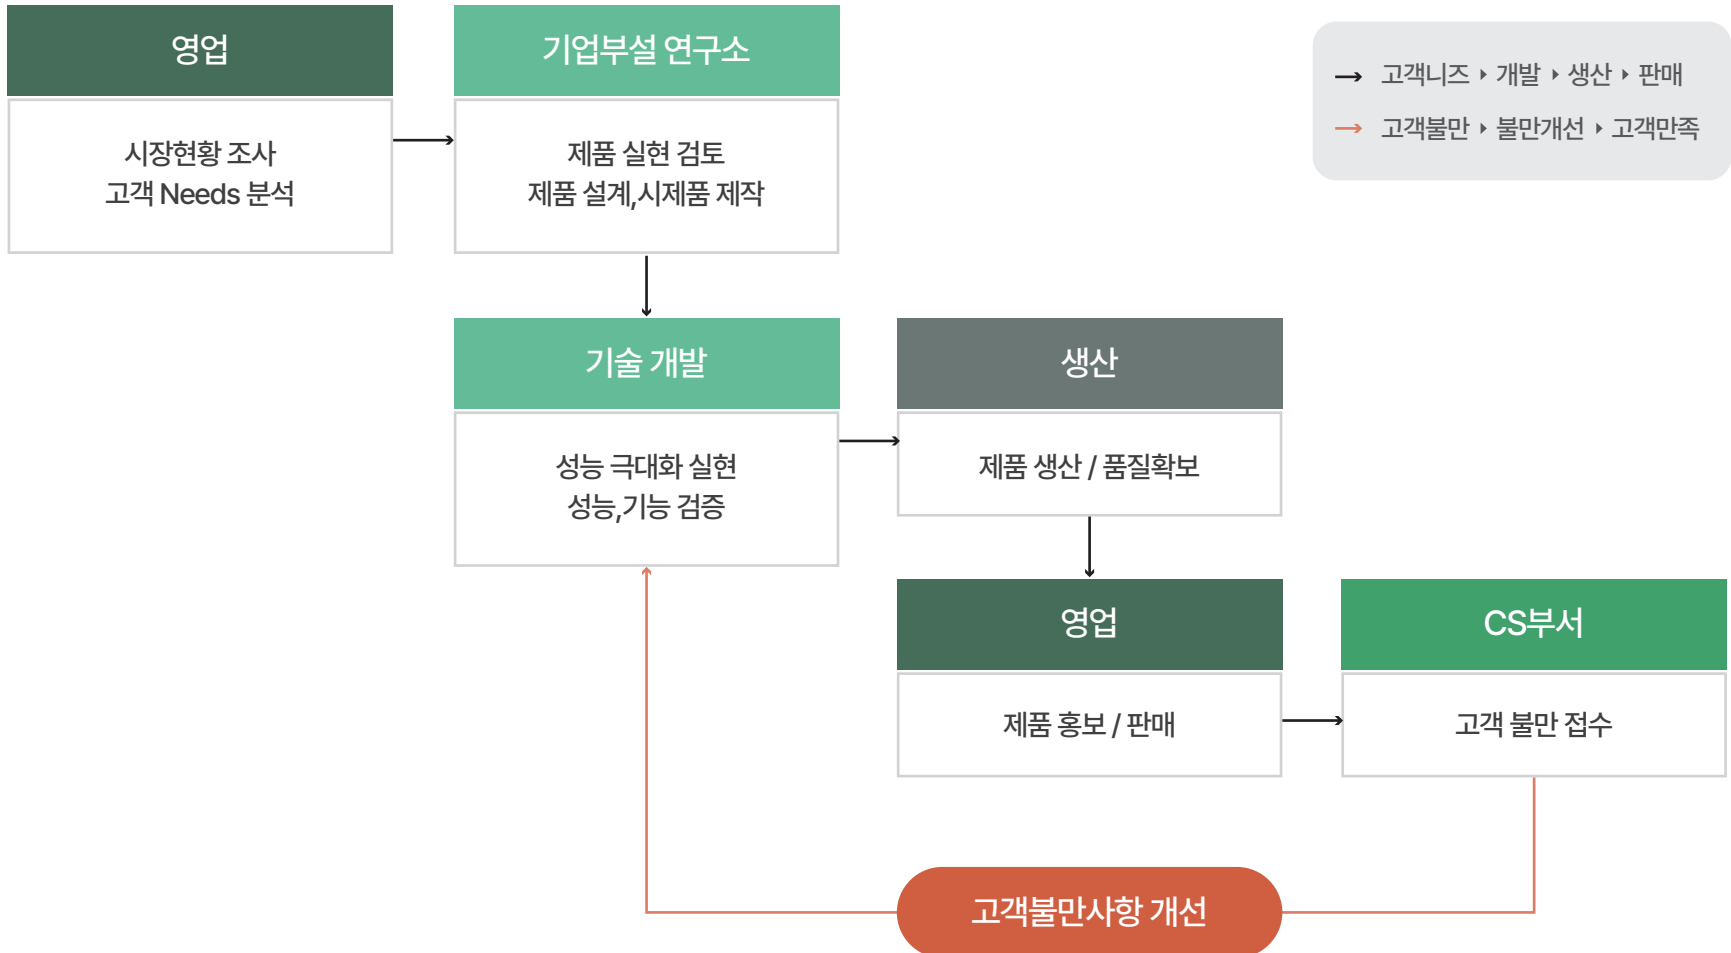 영업
시장현황 조사
고객 Needs 분석
기업부설 연구소
제품 실현 검토
제품 설계,시제품 제작
고객니즈 ▸ 개발 ▸ 생산 ▸ 판매
고객불만 ▸ 불만개선 ▸ 고객만족
기술 개발
성능 극대화 실현
성능,기능 검증
생산
제품 생산 / 품질확보
영업
제품 홍보 / 판매
CS부서
고객 불만 접수
고객불만사항 개선